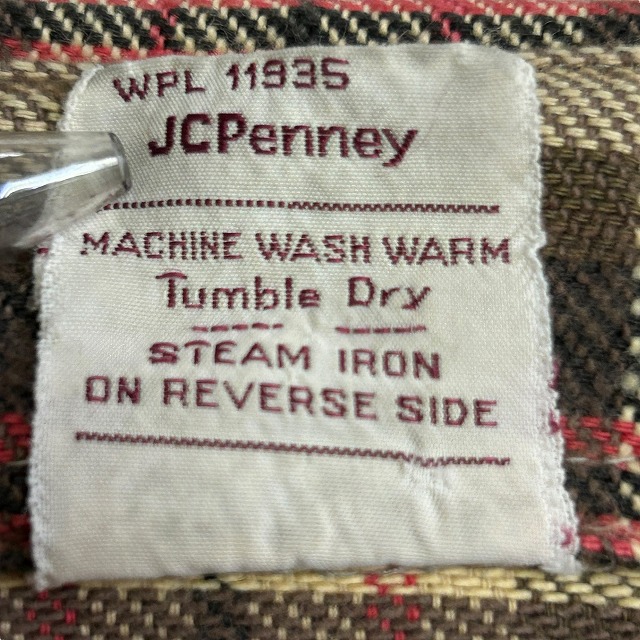 WPL 11935
JCPenney
MACHINE WASH WARM
Tumble Dry
STEAM IRON
ON REVERSE SIDE